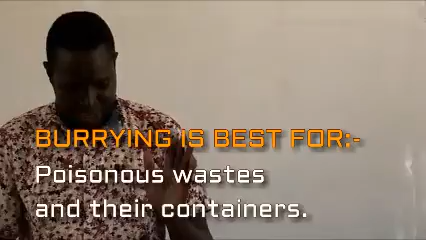 BURRYING IS BEST FOR:-
Poisonous wastes
and their containers.